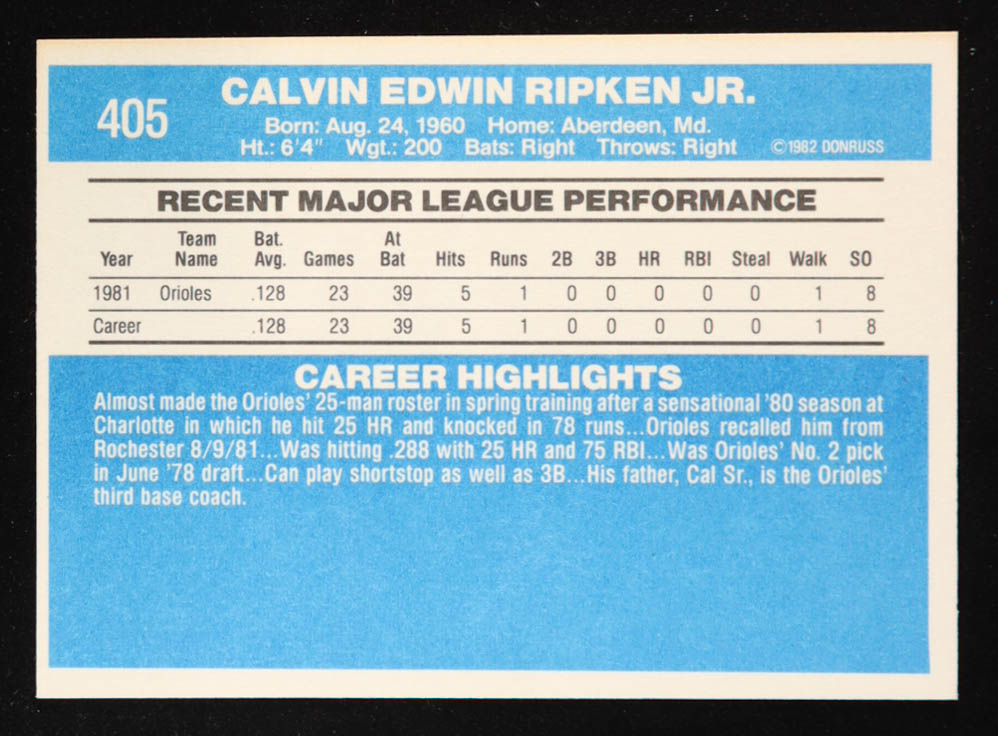 405
CALVIN EDWIN RIPKEN JR.
Born: Aug. 24, 1960 Home: Aberdeen, Md.
Ht.: 6'4" Wgt.: 200 Bats: Right Throws: Right ©1982 DONRUSS
RECENT MAJOR LEAGUE PERFORMANCE
Year Team Name Bat. Avg. Games At Bat Hits Runs 2B 3B HR RBI Steal Walk SO
1981 Orioles .128 23 39 5 1 0 0 0 0 0 1 8
Career .128 23 39 5 1 0 0 0 0 0 1 8
CAREER HIGHLIGHTS
Almost made the Orioles' 25-man roster in spring training after a sensational '80 season at
Charlotte in which he hit 25 HR and knocked in 78 runs...Orioles recalled him from
Rochester 8/9/81...Was hitting .288 with 25 HR and 75 RBI...Was Orioles' No. 2 pick
in June '78 draft...Can play shortstop as well as 3B...His father, Cal Sr., is the Orioles'
third base coach.